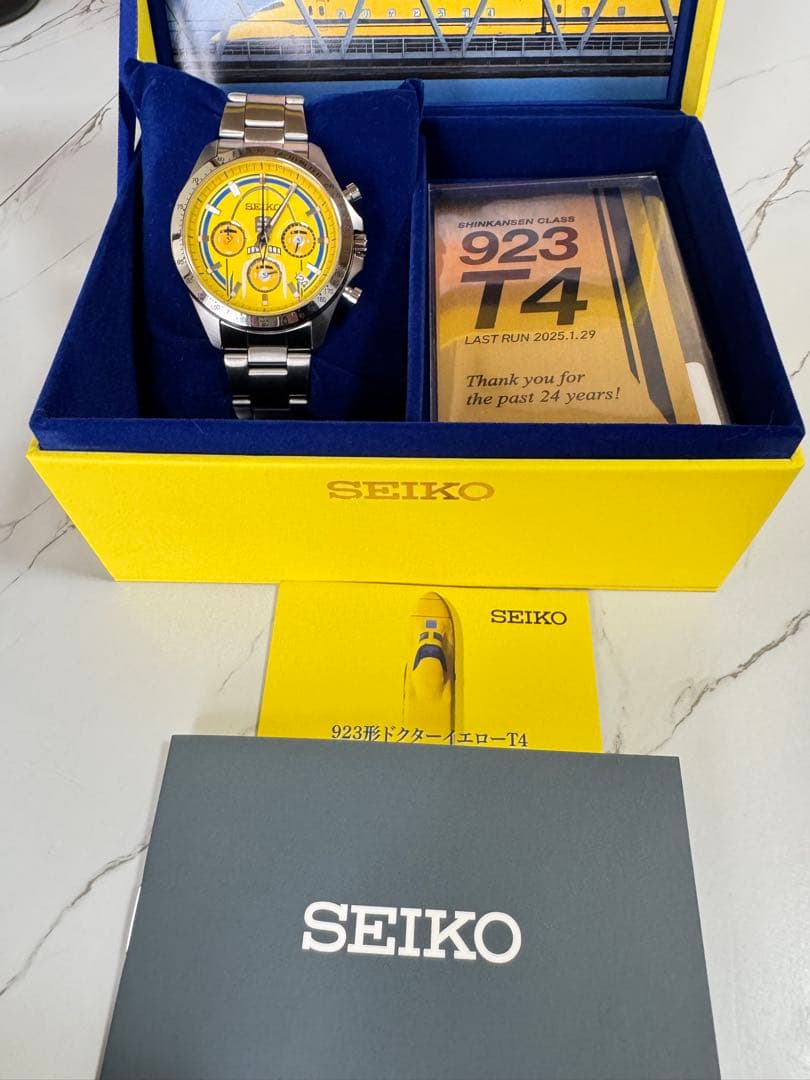 SEIKO
SHINKANSEN CLASS
923
T4
LAST RUN 2025.1.29
Thank you for
the past 24 years!
SEIKO
SEIKO
923形ドクターイエローT4
SEIKO